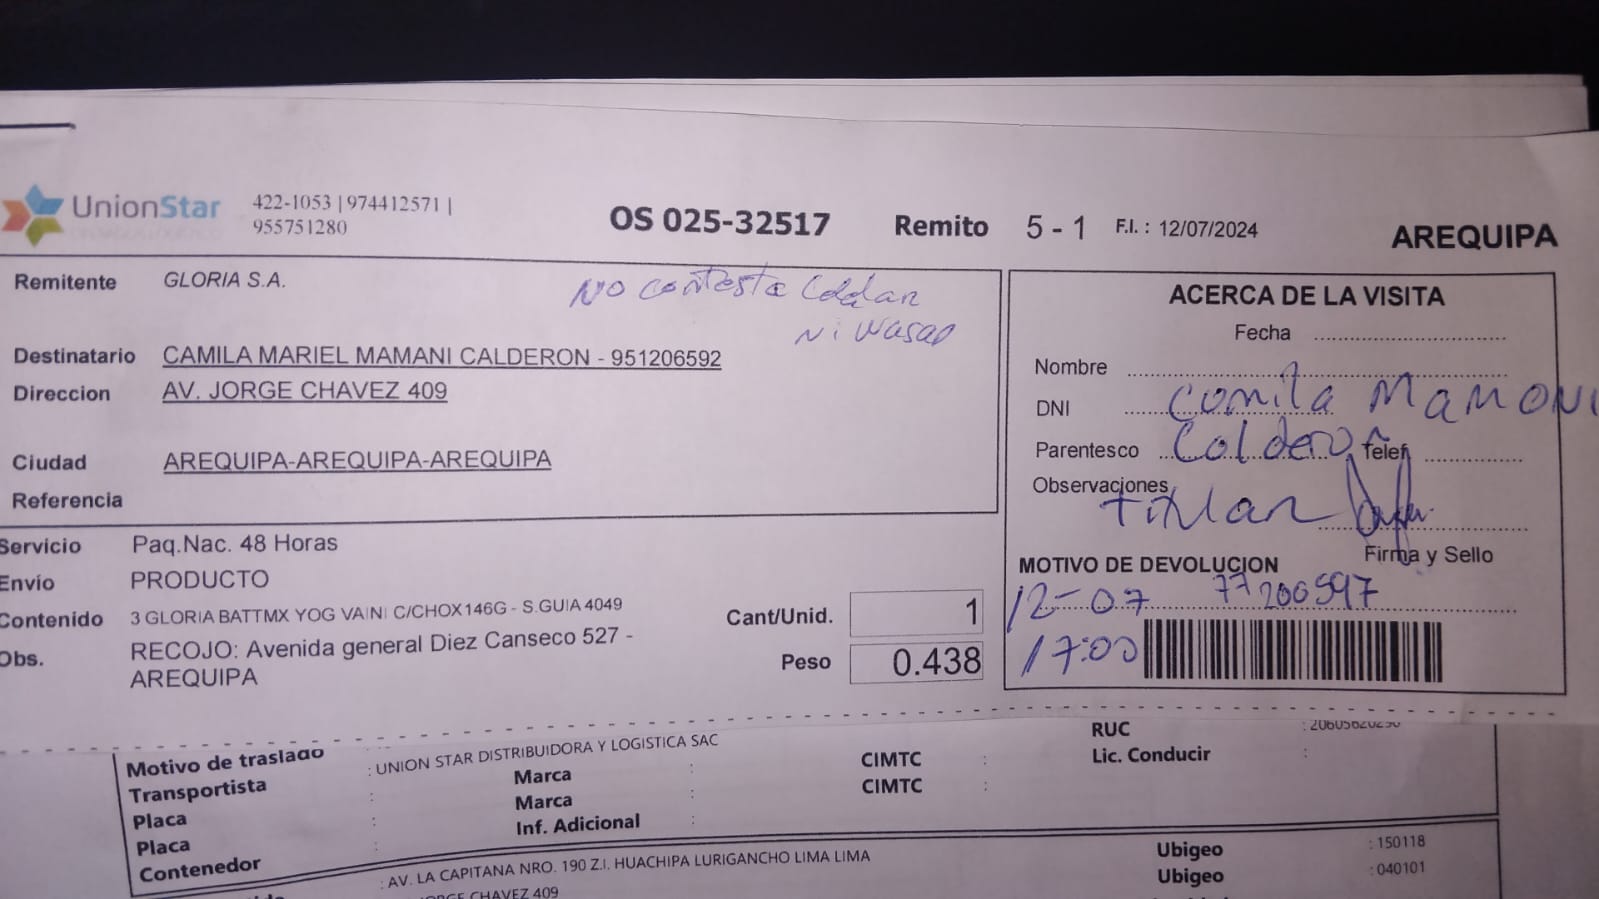 UnionStar
422-1053 | 974412571 |
955751280
OS 025-32517 Remito 5 - 1 F.I. : 12/07/2024 AREQUIPA
Remitente GLORIA S.A.
No contesta Celular
Ni Wasap
Destinatario CAMILA MARIEL MAMANI CALDERON - 951206592
Direccion AV. JORGE CHAVEZ 409
Ciudad AREQUIPA-AREQUIPA-AREQUIPA
Referencia
ACERCA DE LA VISITA
Fecha
Nombre
DNI Camila Mamani
Parentesco Calderon Telef
Observaciones
titular
Firma y Sello
MOTIVO DE DEVOLUCION
12-07 77200597
17:00
Servicio Paq.Nac. 48 Horas
Envio PRODUCTO
Contenido 3 GLORIA BATTMX YOG VAINI C/CHOX146G - S.GUIA 4049
Obs. RECOJO: Avenida general Diez Canseco 527 -
AREQUIPA
Cant/Unid. 1
Peso 0.438
Motivo de traslado
Transportista : UNION STAR DISTRIBUIDORA Y LOGISTICA SAC RUC : 20605620290
Placa : Marca : CIMTC : Lic. Conducir :
Placa : Marca : CIMTC :
Contenedor : Inf. Adicional :
: AV. LA CAPITANA NRO. 190 Z.I. HUACHIPA LURIGANCHO LIMA LIMA Ubigeo : 150118
JORGE CHAVEZ 409 Ubigeo : 040101